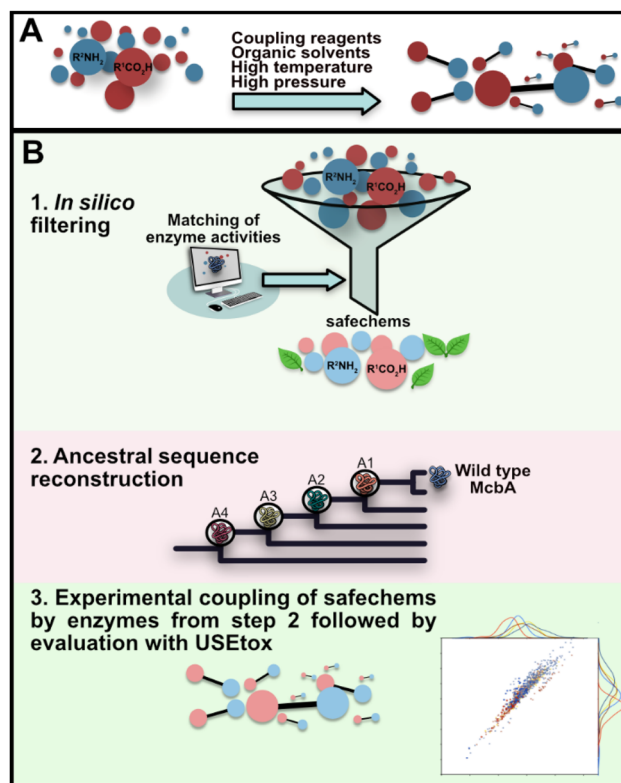 A
R²NH₂
R¹CO₂H
Coupling reagents
Organic solvents
High temperature
High pressure
B
1. In silico
filtering
Matching of
enzyme activities
R²NH₂
R¹CO₂H
safechems
R²NH₂
R¹CO₂H
2. Ancestral sequence
reconstruction
A4
A3
A2
A1
Wild type
McbA
3. Experimental coupling of safechems
by enzymes from step 2 followed by
evaluation with USEtox